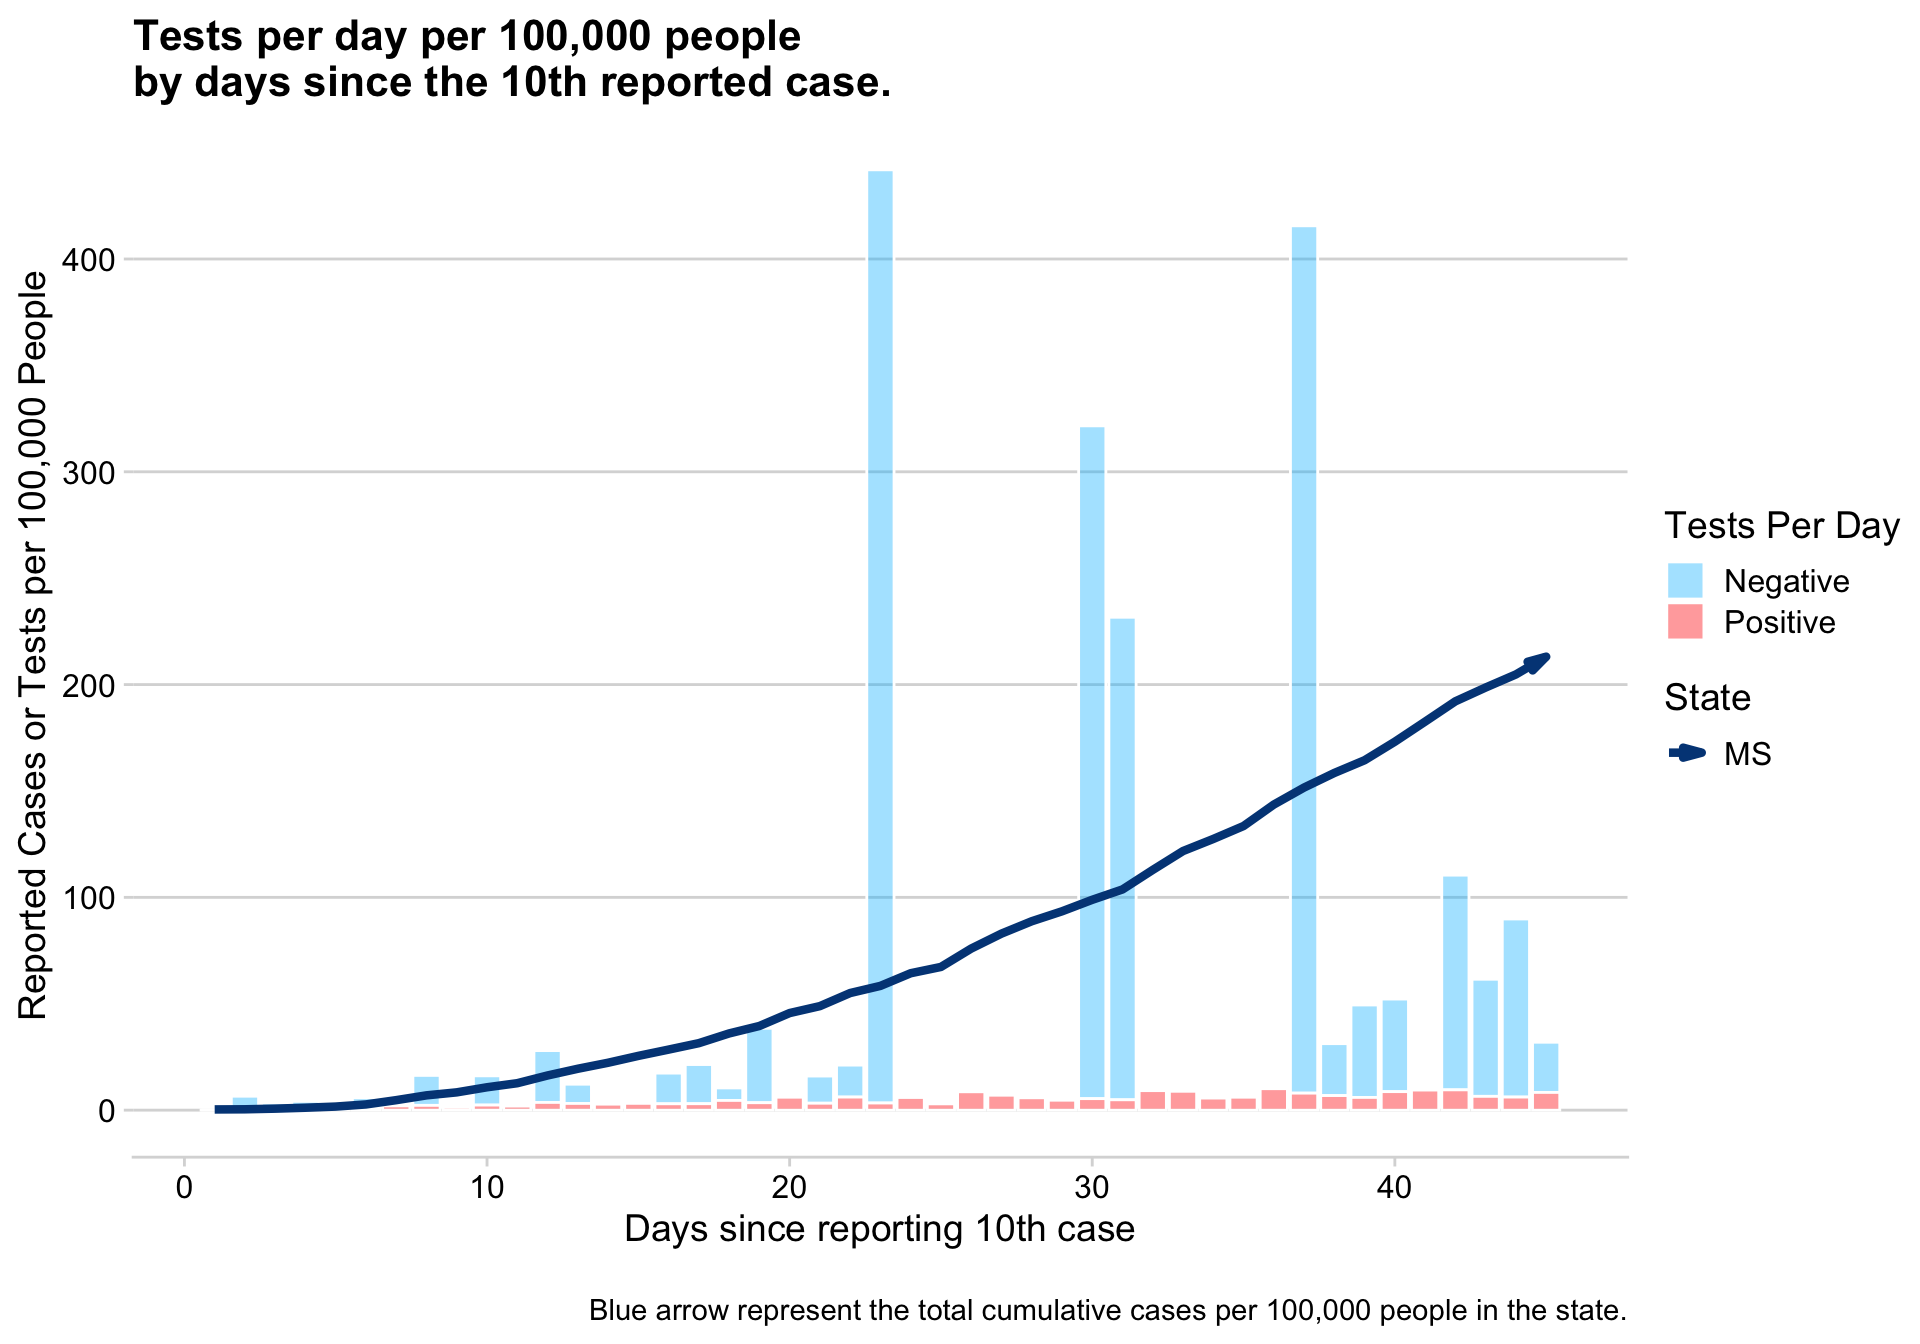 Tests per day per 100,000 people
by days since the 10th reported case.
Reported Cases or Tests per 100,000 People
400
300
200
100
0
0
10
20
30
40
Days since reporting 10th case
Tests Per Day
Negative
Positive
State
MS
Blue arrow represent the total cumulative cases per 100,000 people in the state.